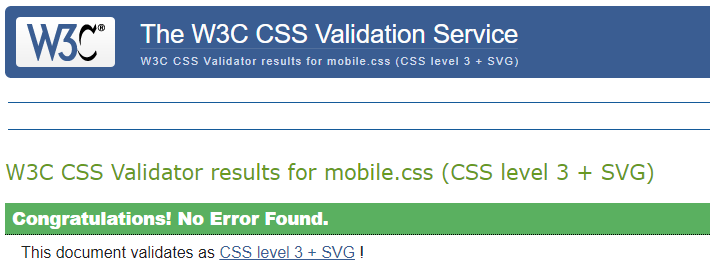 W3C® The W3C CSS Validation Service
W3C CSS Validator results for mobile.css (CSS level 3 + SVG)
W3C CSS Validator results for mobile.css (CSS level 3 + SVG)
Congratulations! No Error Found.
This document validates as CSS level 3 + SVG !